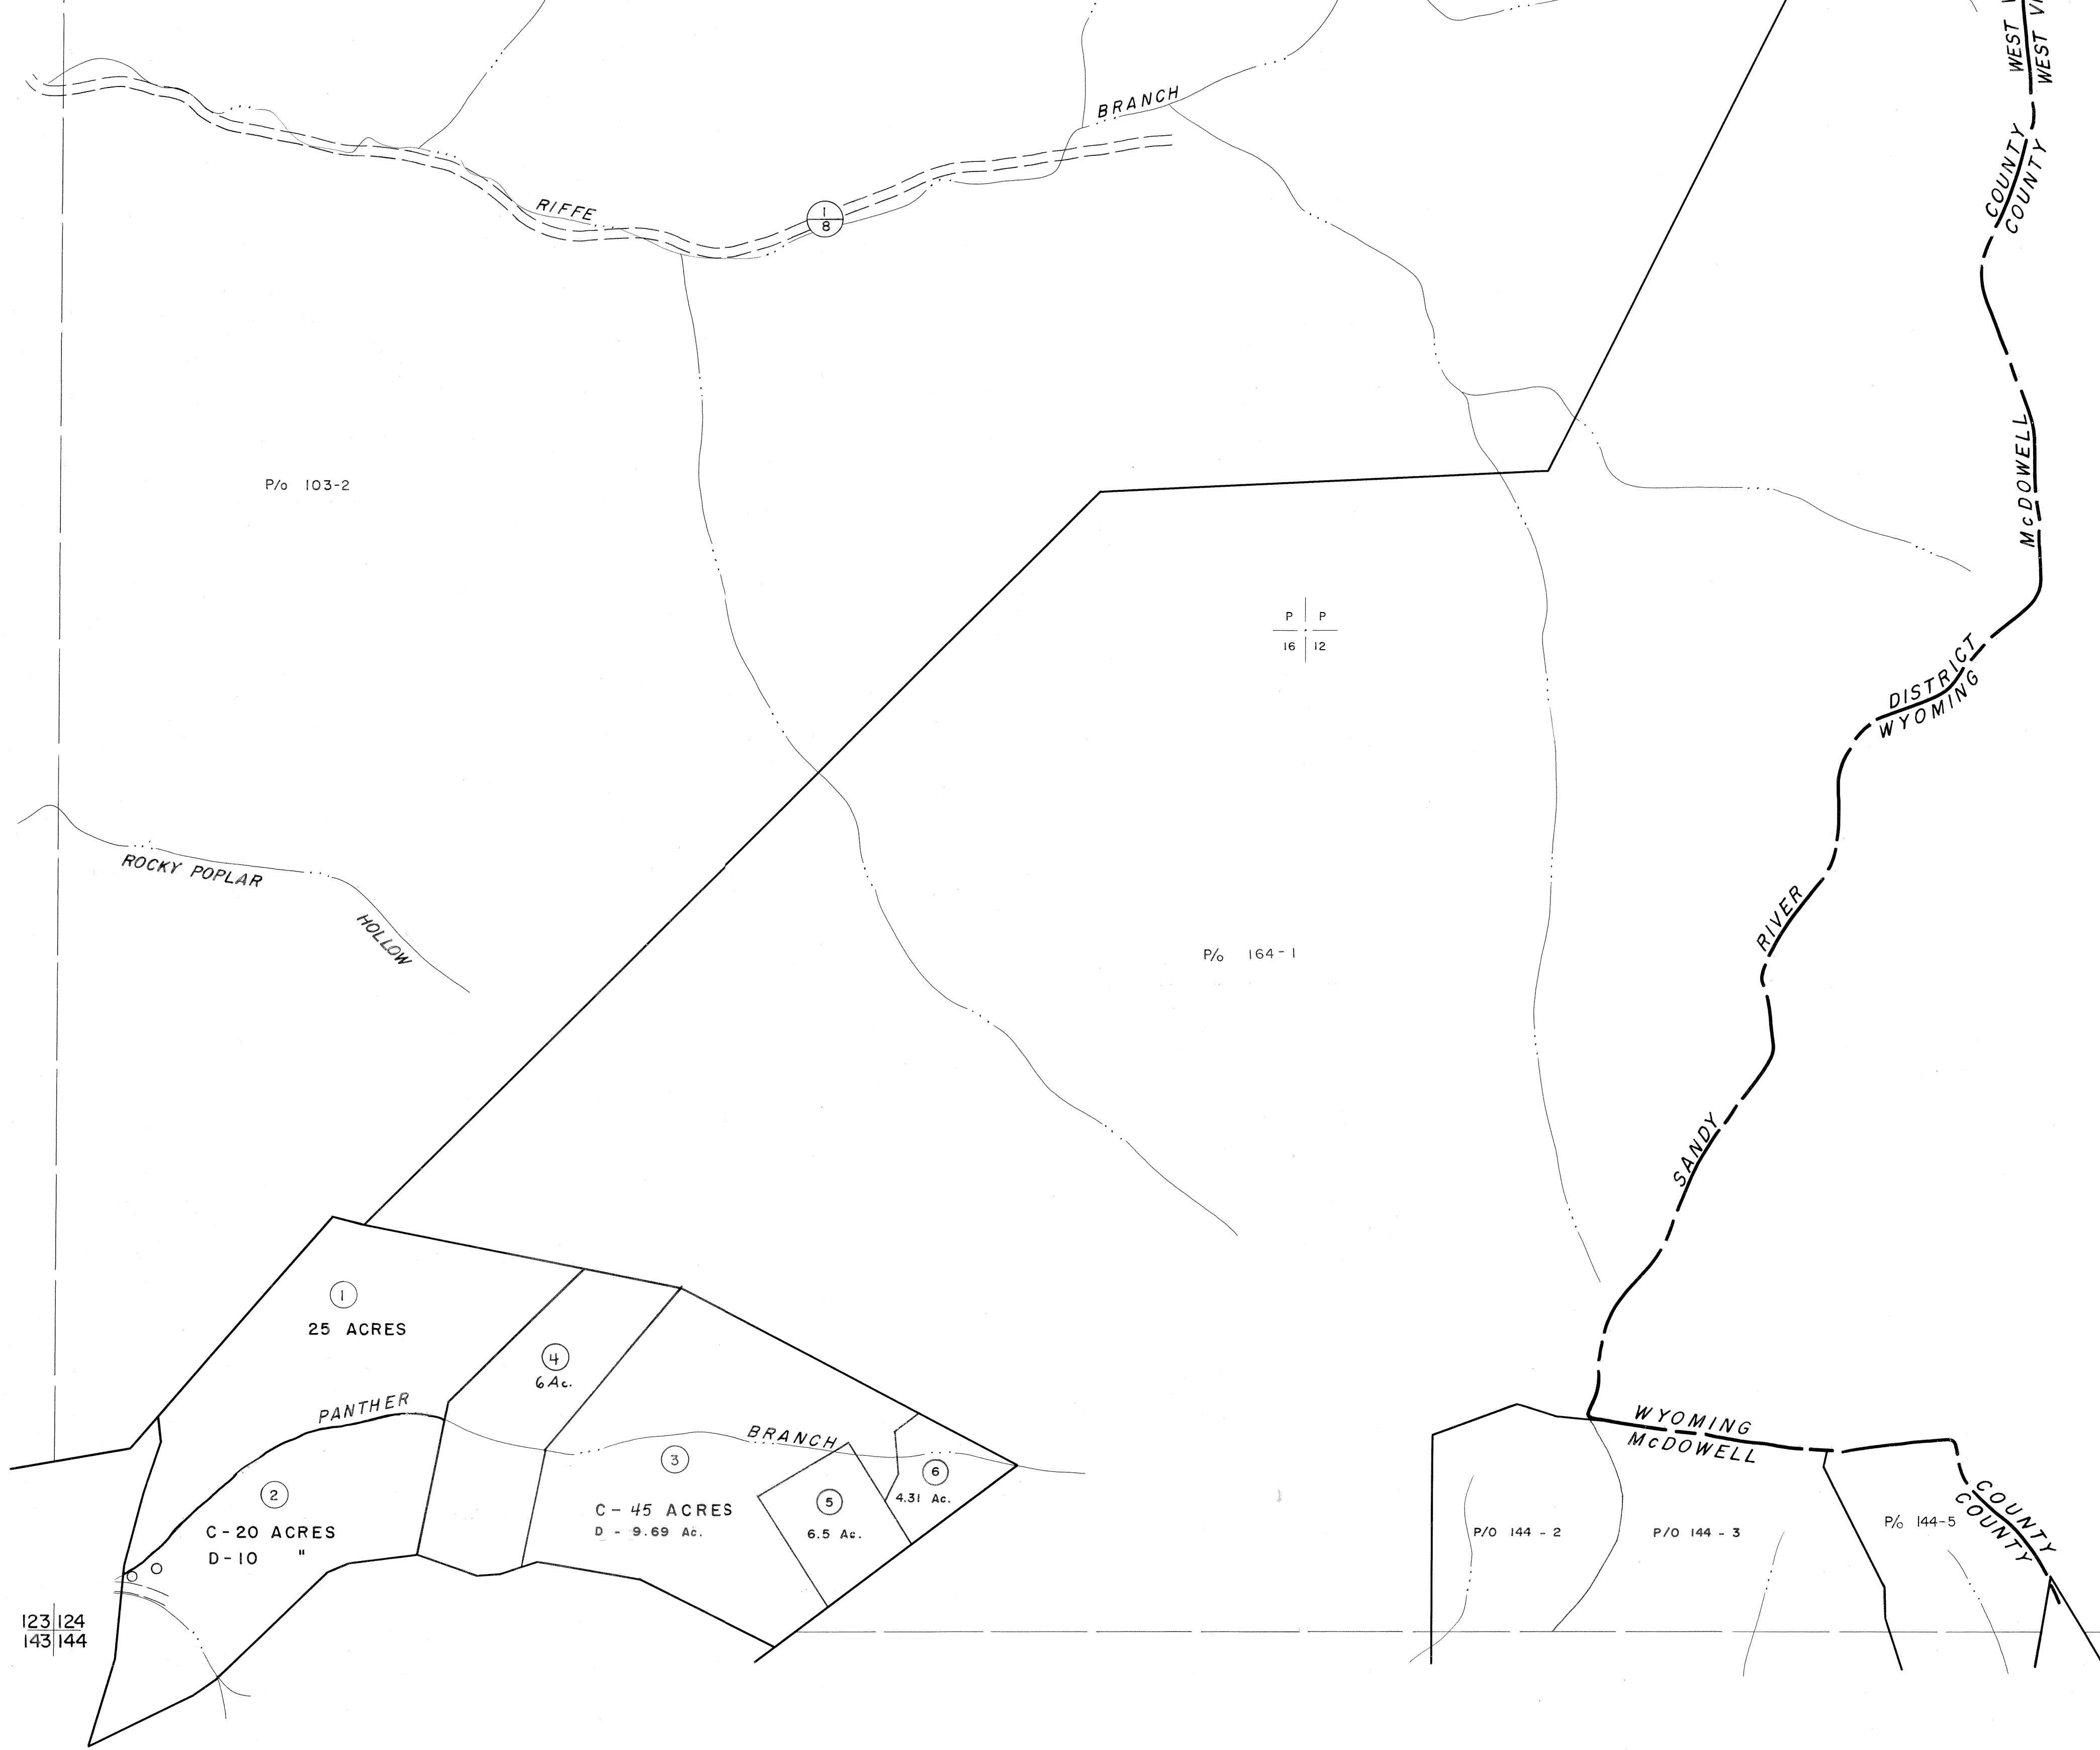 WEST V
WEST VI
BRANCH
COUNTY
COUNTY
RIFFE
1
8
McDOWELL
P/o 103-2
P P
16 12
DISTRICT
WYOMING
ROCKY POPLAR
HOLLOW
RIVER
P/o 164-1
SANDY
1
25 ACRES
4
6 Ac.
PANTHER
BRANCH
WYOMING
McDOWELL
3
6
4.31 Ac.
2
C-20 ACRES
D-10 "
C-45 ACRES
D-9.69 Ac.
5
6.5 Ac.
COUNTY
COUNTY
P/O 144-2
P/O 144-3
P/o 144-5
123 124
143 144